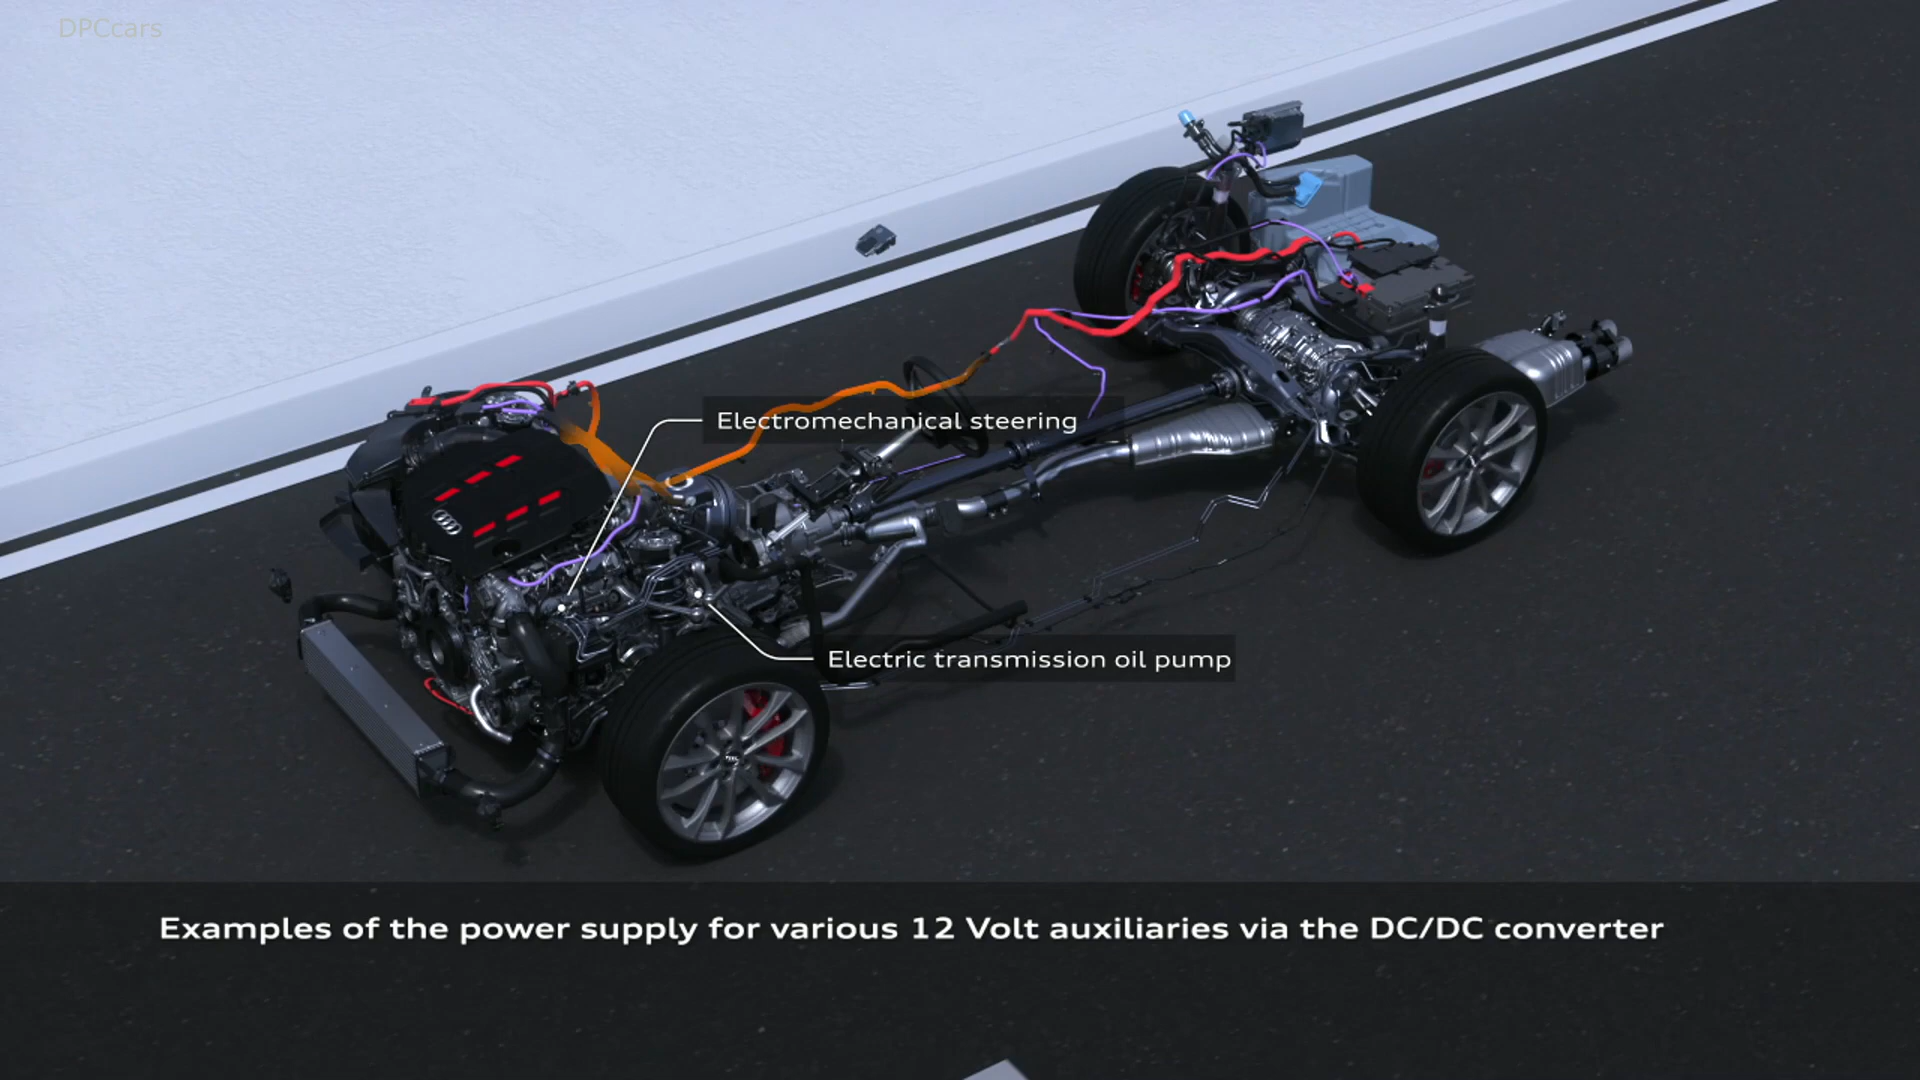 DPCcars
Electromechanical steering
Electric transmission oil pump
Examples of the power supply for various 12 Volt auxiliaries via the DC/DC converter